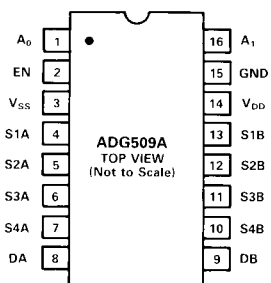 A₀ 1 16 A₁
EN 2 15 GND
VSS 3 14 VDD
S1A 4 13 S1B
ADG509A
TOP VIEW
(Not to Scale)
S2A 5 12 S2B
S3A 6 11 S3B
S4A 7 10 S4B
DA 8 9 DB